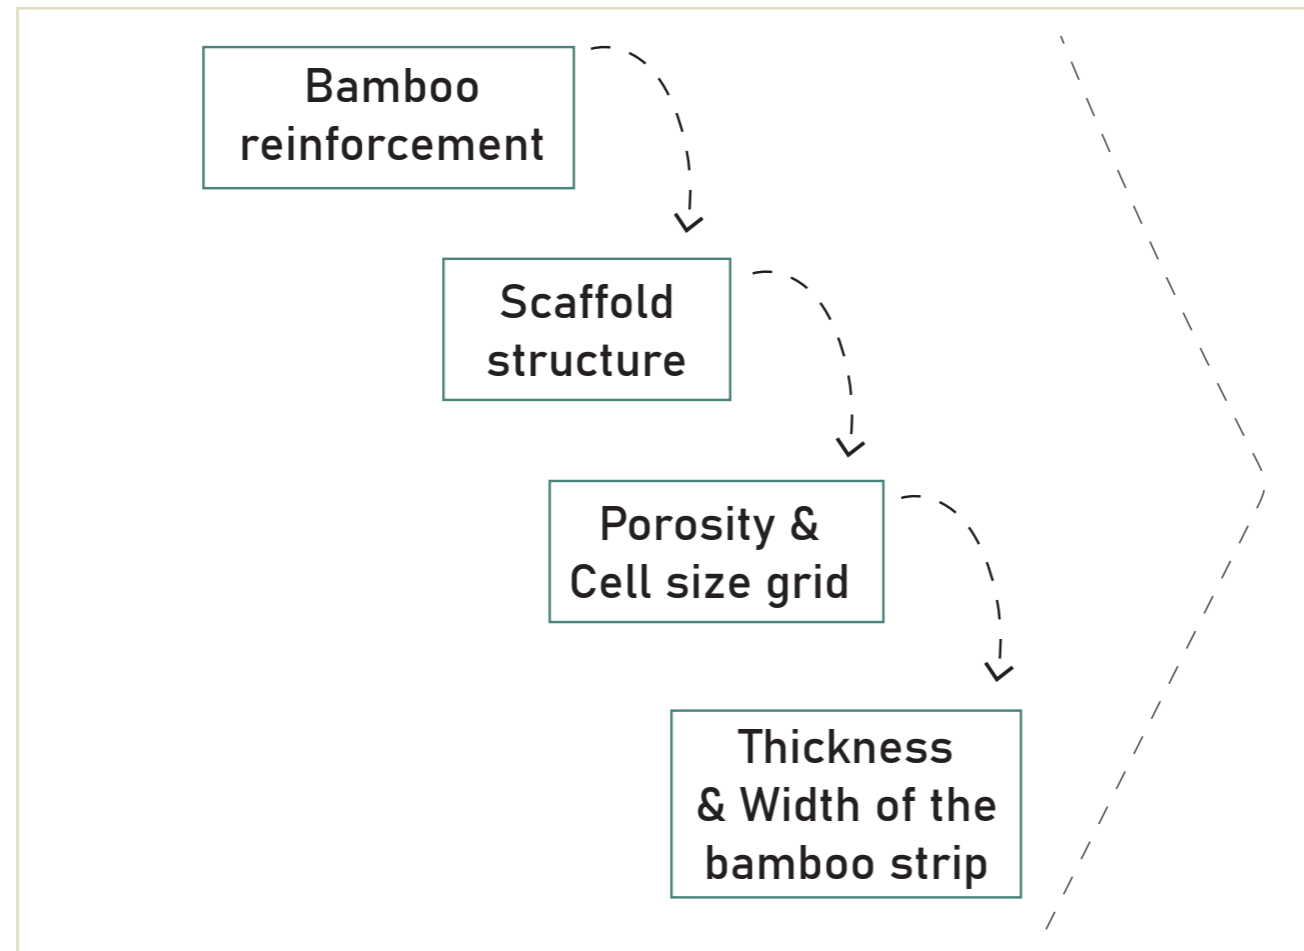 Bamboo
reinforcement
Scaffold
structure
Porosity &
Cell size grid
Thickness
& Width of the
bamboo strip